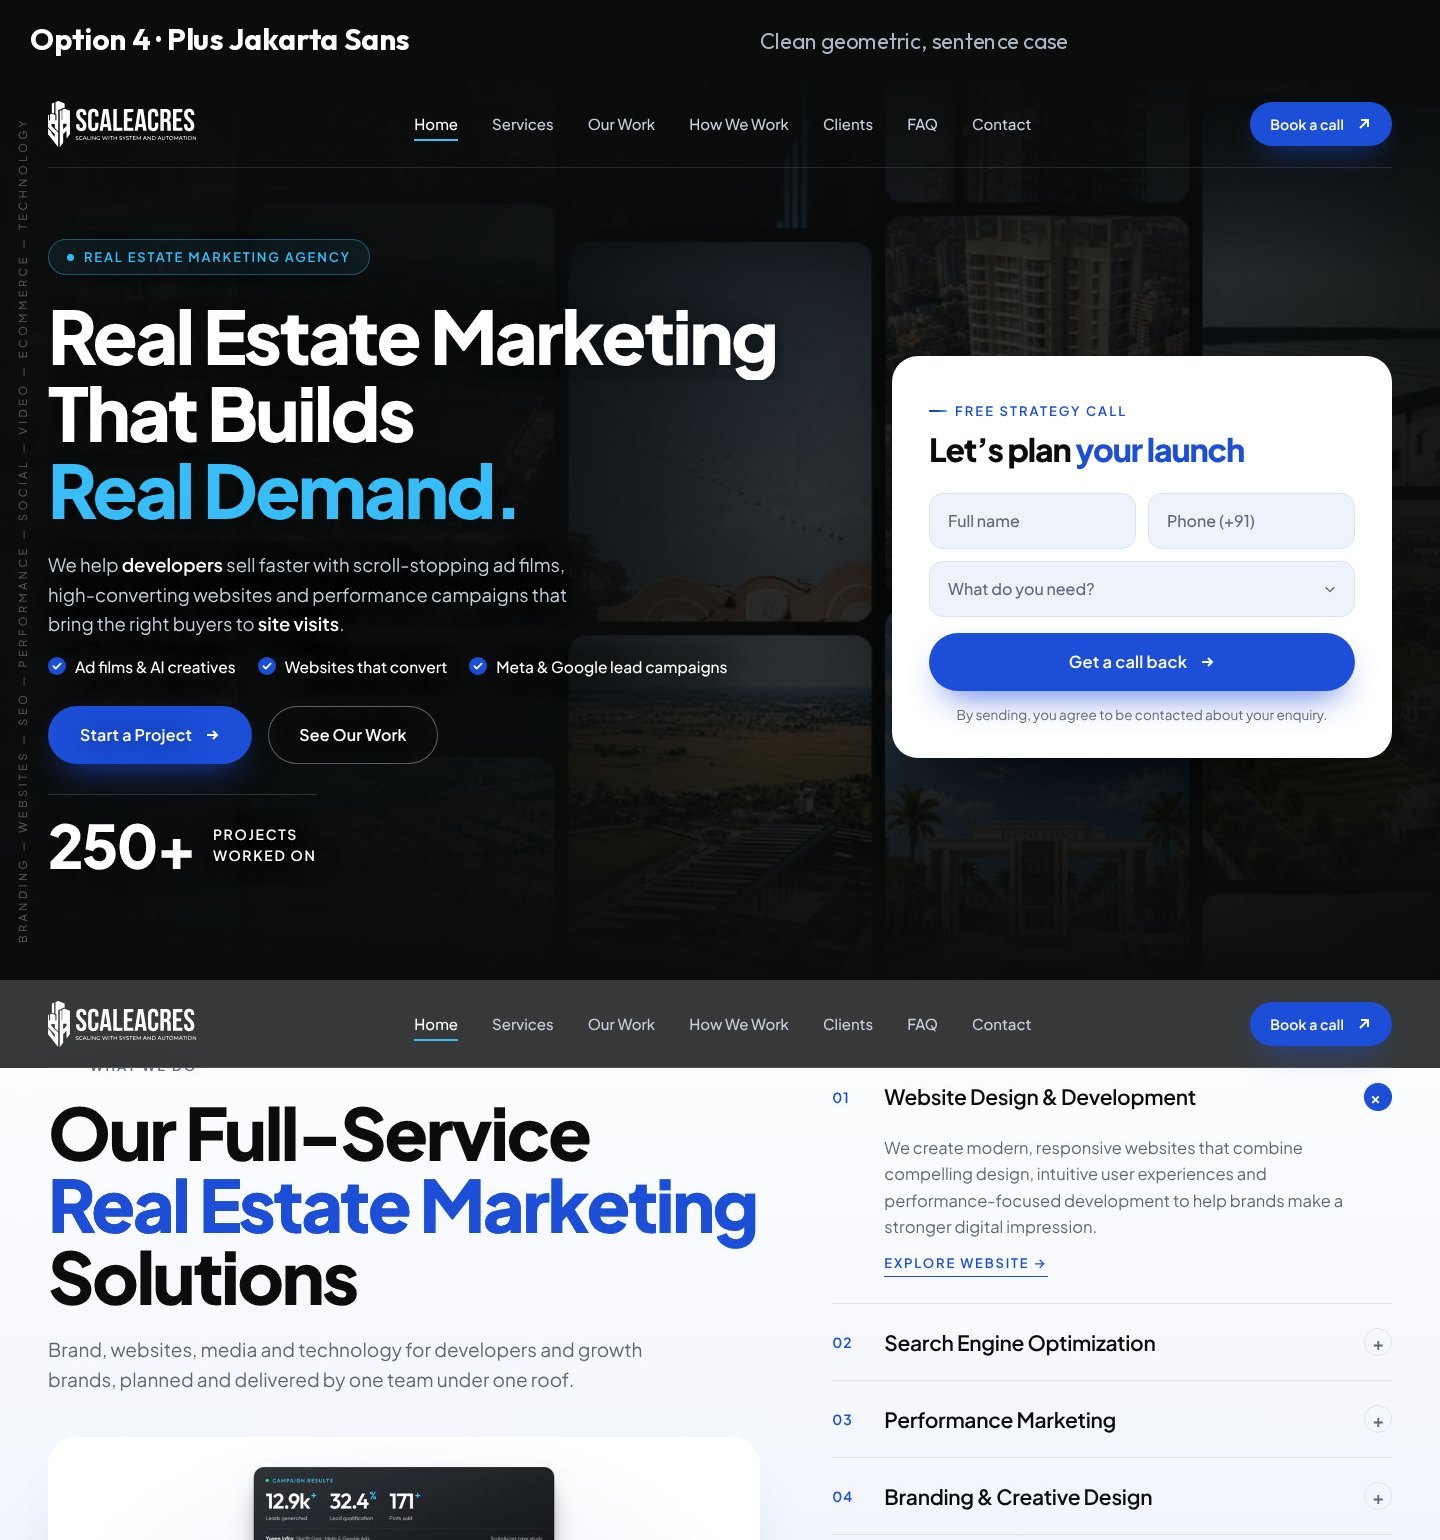 Option 4 · Plus Jakarta Sans
Clean geometric, sentence case
SCALEACRES
SCALING WITH SYSTEM AND AUTOMATION
Home
Services
Our Work
How We Work
Clients
FAQ
Contact
Book a call
BRANDING — WEBSITES — SEO — PERFORMANCE — SOCIAL — VIDEO — ECOMMERCE — TECHNOLOGY
REAL ESTATE MARKETING AGENCY
Real Estate Marketing
That Builds
Real Demand.
We help developers sell faster with scroll-stopping ad films,
high-converting websites and performance campaigns that
bring the right buyers to site visits.
Ad films & AI creatives
Websites that convert
Meta & Google lead campaigns
Start a Project →
See Our Work
250+
PROJECTS
WORKED ON
FREE STRATEGY CALL
Let’s plan your launch
Full name
Phone (+91)
What do you need?
Get a call back →
By sending, you agree to be contacted about your enquiry.
SCALEACRES
SCALING WITH SYSTEM AND AUTOMATION
Home
Services
Our Work
How We Work
Clients
FAQ
Contact
Book a call
WHAT WE DO
Our Full-Service
Real Estate Marketing
Solutions
Brand, websites, media and technology for developers and growth
brands, planned and delivered by one team under one roof.
CAMPAIGN RESULTS
12.9k+
32.4%
171+
Leads generated
Lead qualification
Plots sold
01
Website Design & Development
We create modern, responsive websites that combine
compelling design, intuitive user experiences and
performance-focused development to help brands make a
stronger digital impression.
EXPLORE WEBSITE →
02
Search Engine Optimization
03
Performance Marketing
04
Branding & Creative Design